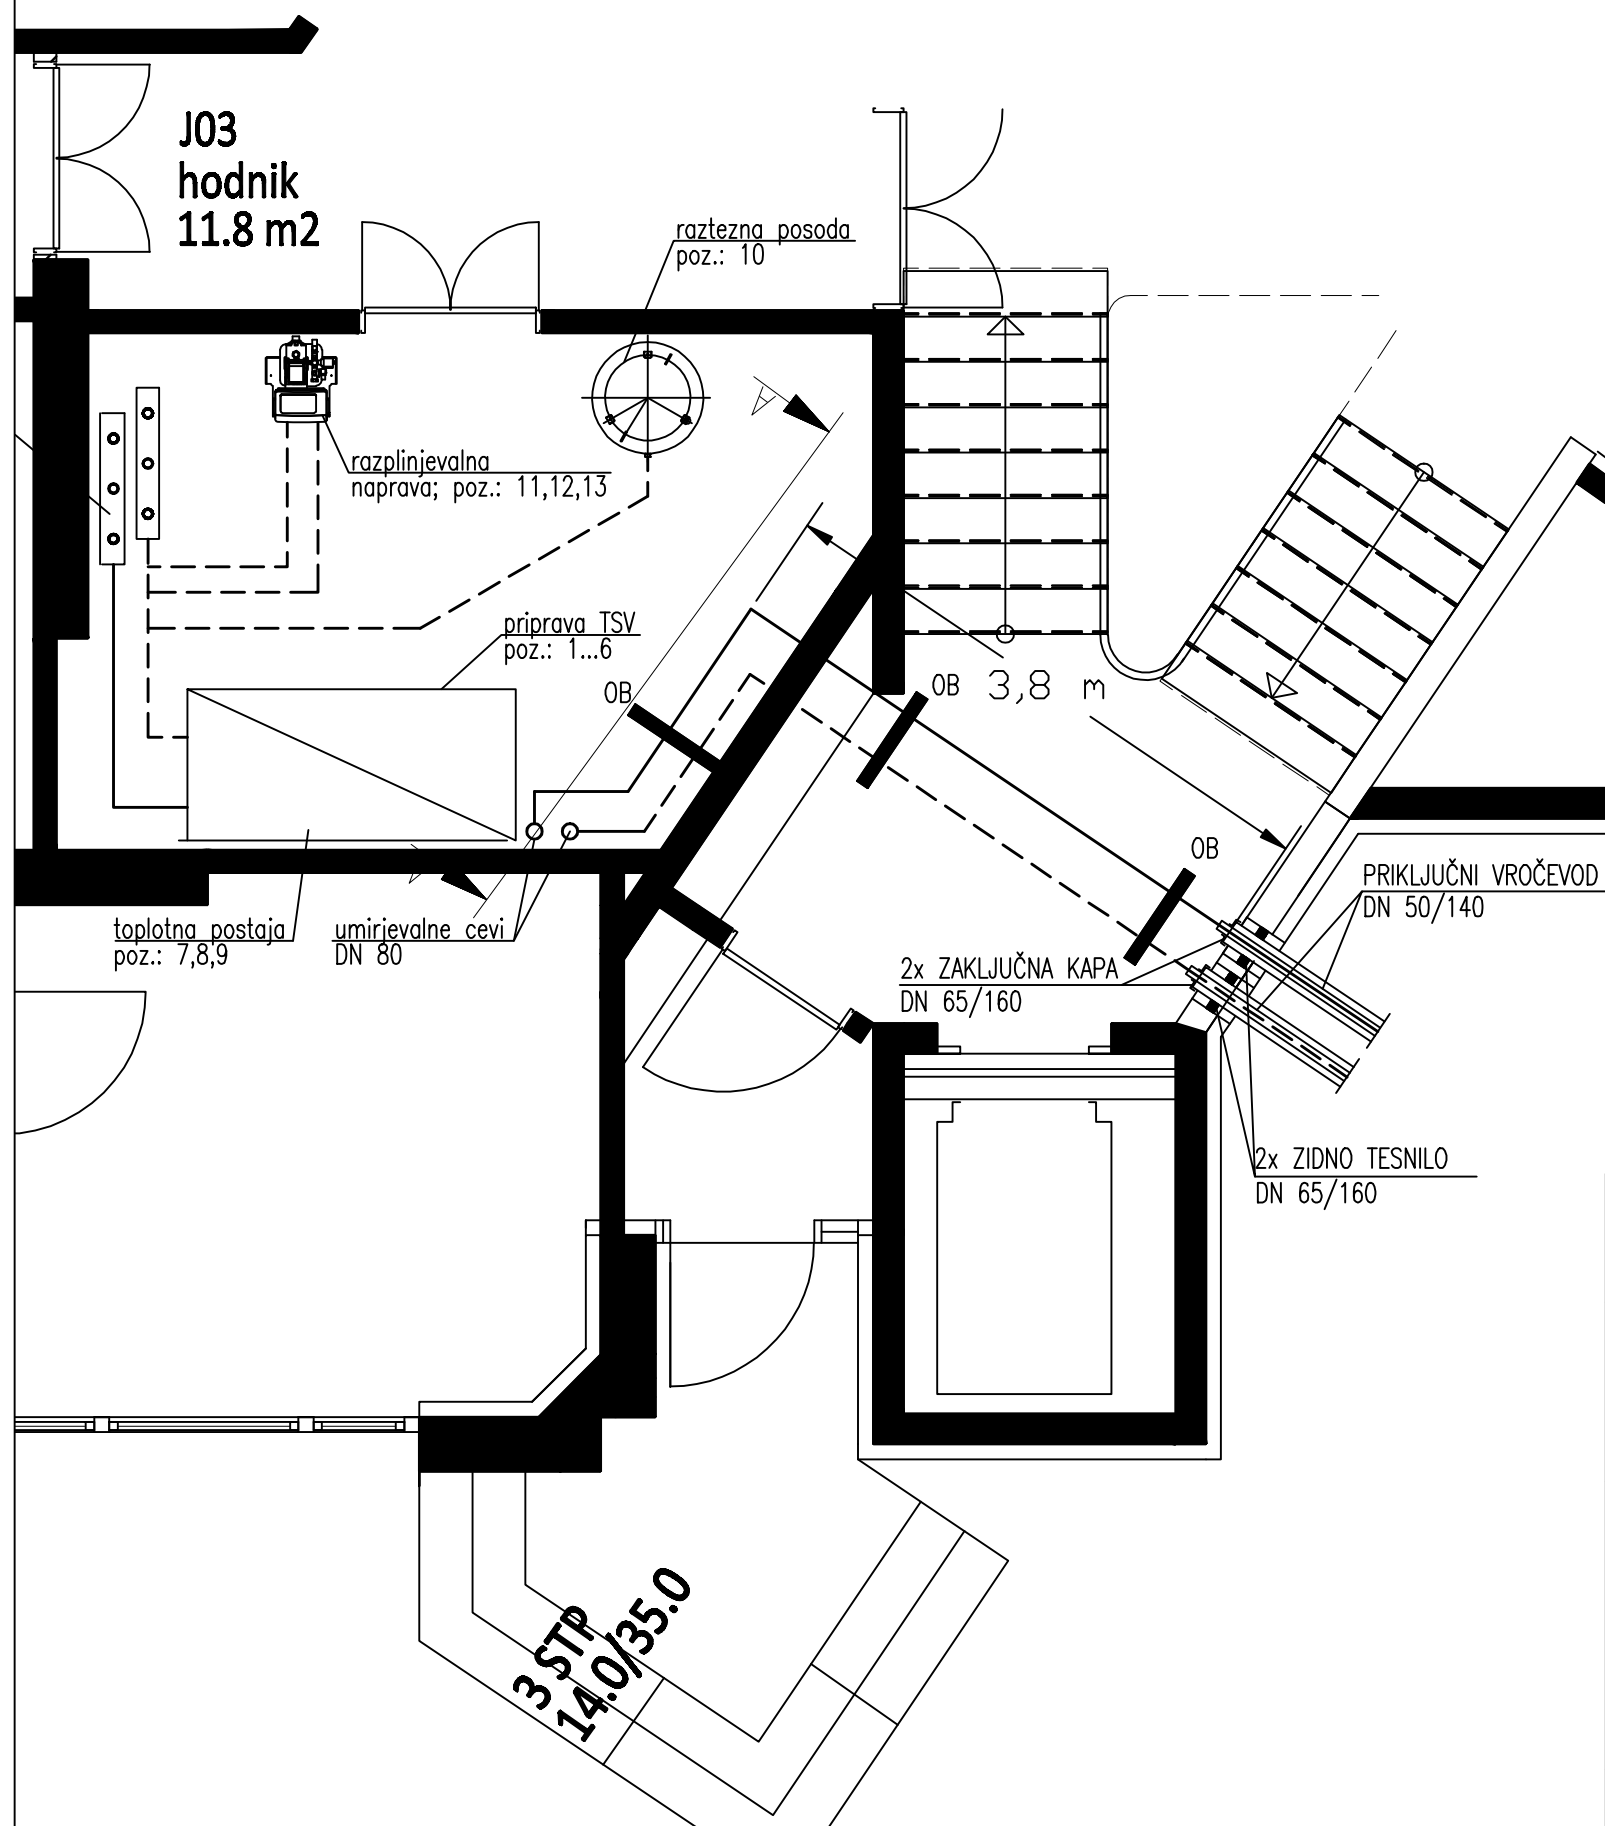 J03
hodnik
11.8 m2
raztezna posoda
poz.: 10
razplinjevalna
naprava; poz.: 11,12,13
A
priprava TSV
poz.: 1...6
OB
OB
3,8 m
OB
A
toplotna postaja
poz.: 7,8,9
umirjevalne cevi
DN 80
PRIKLJUČNI VROČEVOD
DN 50/140
2x ZAKLJUČNA KAPA
DN 65/160
2x ZIDNO TESNILO
DN 65/160
3 STP
14.0/35.0